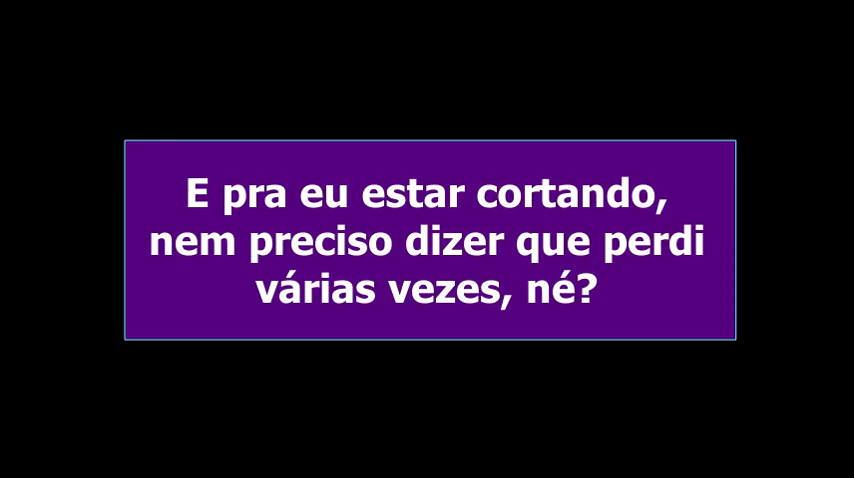 E pra eu estar cortando,
nem preciso dizer que perdi
várias vezes, né?